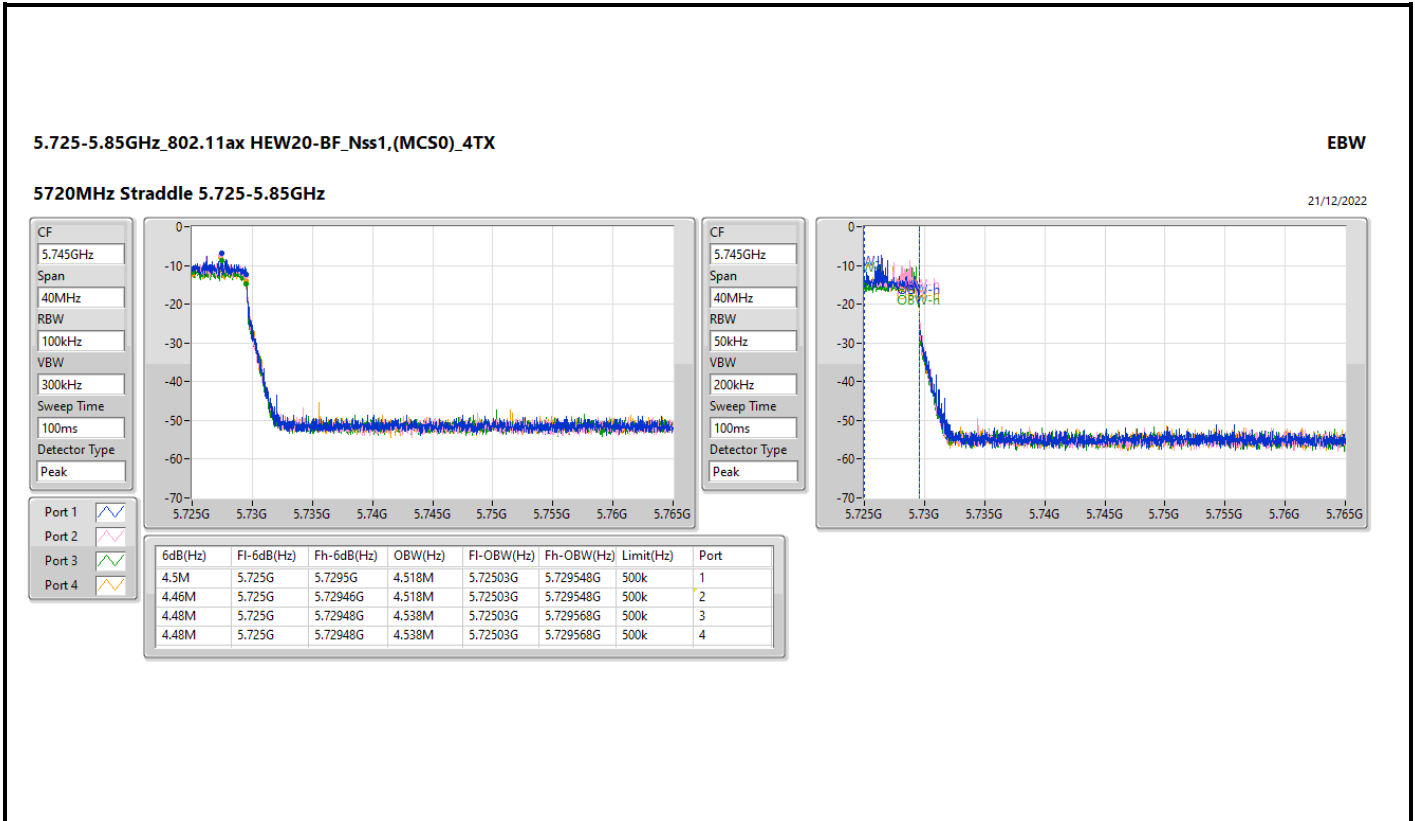 5.725-5.85GHz_802.11ax HEW20-BF_Nss1,(MCS0)_4TX EBW
5720MHz Straddle 5.725-5.85GHz
21/12/2022
CF
5.745GHz
Span
40MHz
RBW
100kHz
VBW
300kHz
Sweep Time
100ms
Detector Type
Peak
Port 1
Port 2
Port 3
Port 4
0
-10
-20
-30
-40
-50
-60
-70
5.725G 5.73G 5.735G 5.74G 5.745G 5.75G 5.755G 5.76G 5.765G
CF
5.745GHz
Span
40MHz
RBW
50kHz
VBW
200kHz
Sweep Time
100ms
Detector Type
Peak
0
-10
-20
-30
-40
-50
-60
-70
OBW-h
5.725G 5.73G 5.735G 5.74G 5.745G 5.75G 5.755G 5.76G 5.765G
6dB(Hz) Fl-6dB(Hz) Fh-6dB(Hz) OBW(Hz) Fl-OBW(Hz) Fh-OBW(Hz) Limit(Hz) Port
4.5M 5.725G 5.7295G 4.518M 5.72503G 5.729548G 500k 1
4.46M 5.725G 5.72946G 4.518M 5.72503G 5.729548G 500k 2
4.48M 5.725G 5.72948G 4.538M 5.72503G 5.729568G 500k 3
4.48M 5.725G 5.72948G 4.538M 5.72503G 5.729568G 500k 4